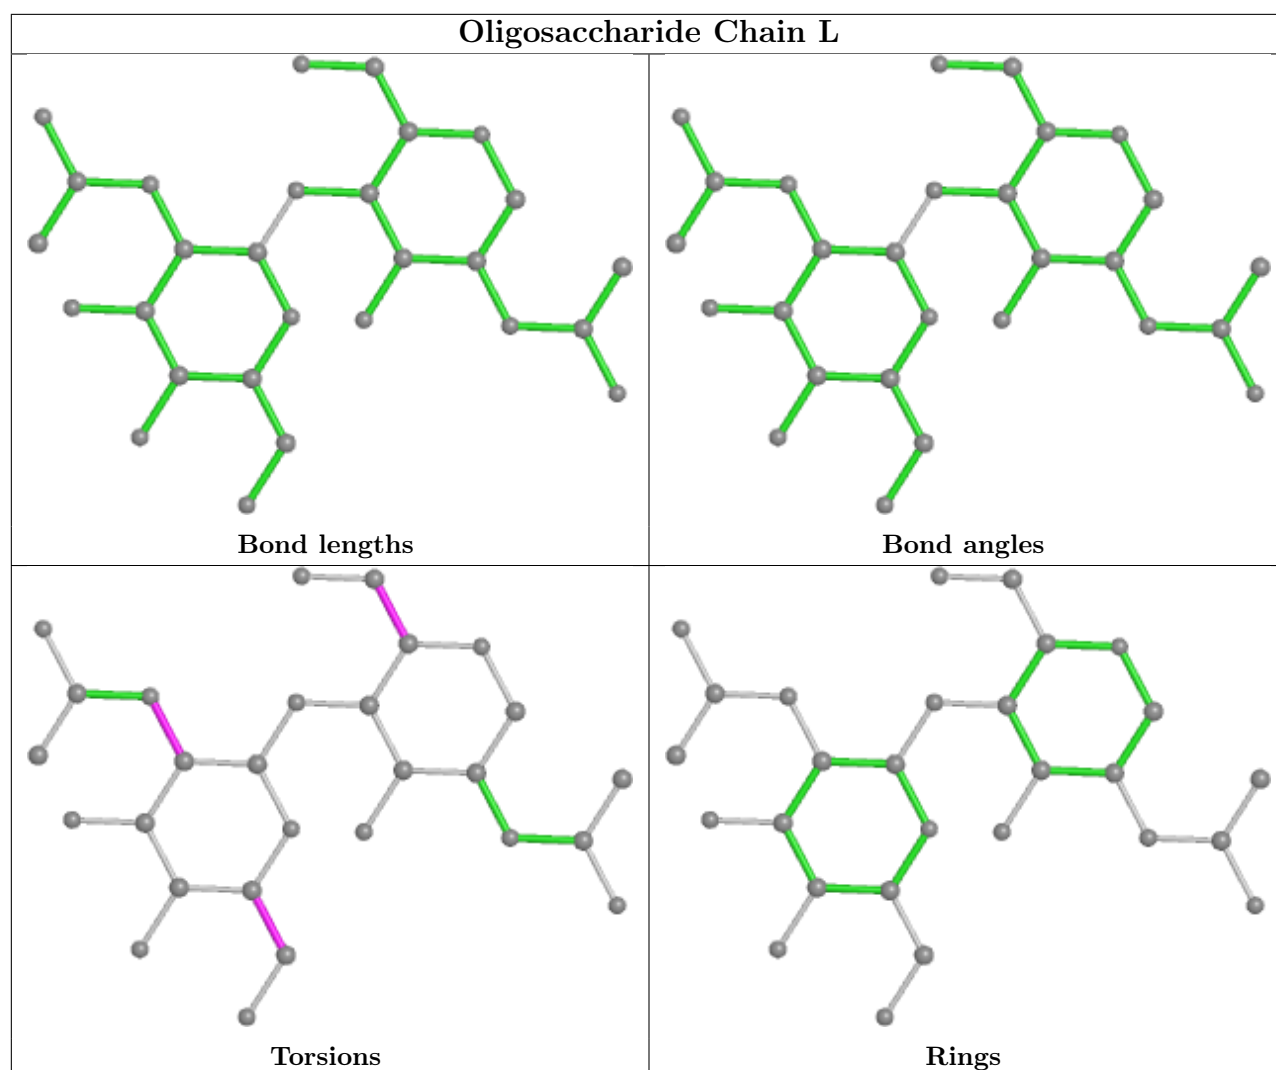 Oligosaccharide Chain L
Bond lengths
Bond angles
Torsions
Rings